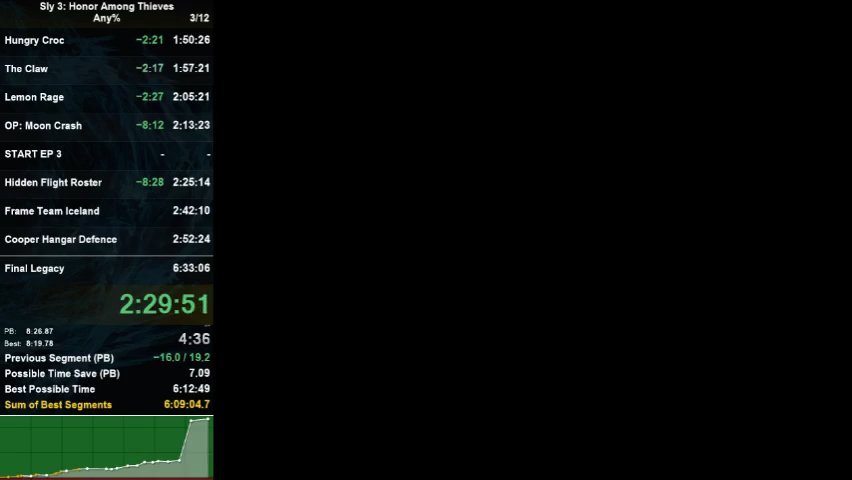 Sly 3: Honor Among Thieves
Any% 3/12
Hungry Croc −2:21 1:50:26
The Claw −2:17 1:57:21
Lemon Rage −2:27 2:05:21
OP: Moon Crash −8:12 2:13:23
START EP 3 - -
Hidden Flight Roster −8:28 2:25:14
Frame Team Iceland 2:42:10
Cooper Hangar Defence 2:52:24
Final Legacy 6:33:06
2:29:51
PB: 8:26.87
Best: 8:19.78
4:36
Previous Segment (PB) −16.0 / 19.2
Possible Time Save (PB) 7.09
Best Possible Time 6:12:49
Sum of Best Segments 6:09:04.7